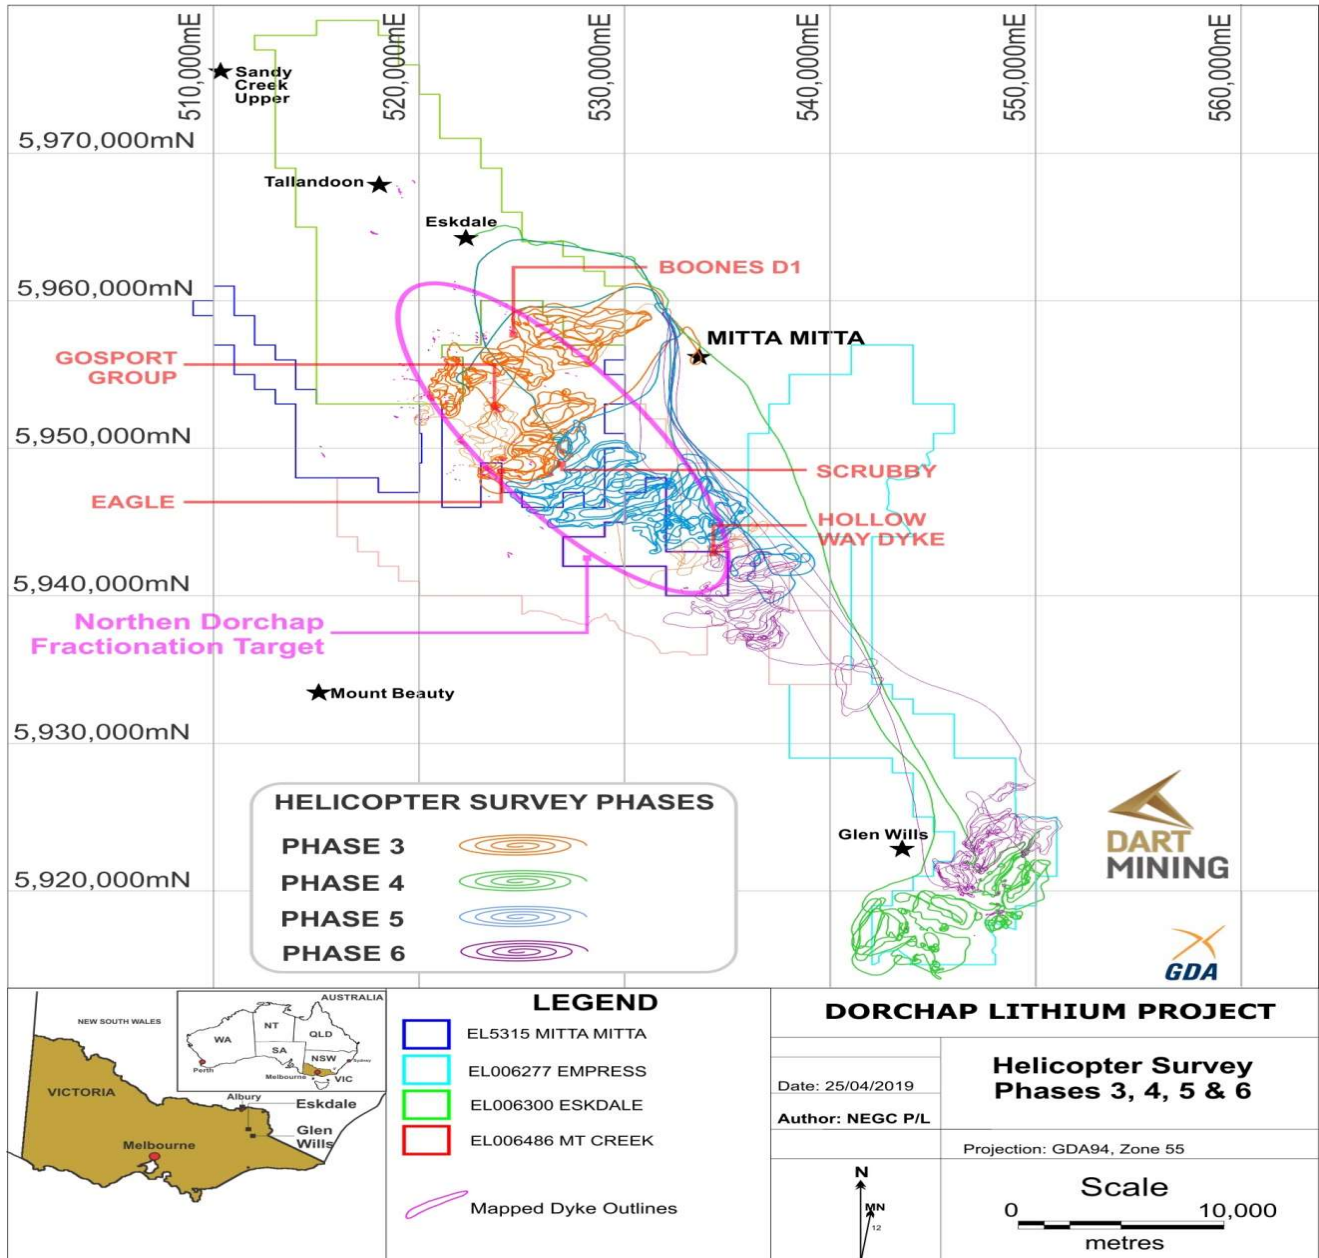 510,000mE
520,000mE
530,000mE
550,000mE
560,000mE
Sandy
Creek
Upper
5,970,000mN
Tallandoon
Eskdale
BOONES D1
5,960,000mN
MITTA MITTA
GOSPORT
GROUP
5,950,000mN
SCRUBBY
EAGLE
HOLLOW
WAY DYKE
5,940,000mN
Northen Dorchap
Fractionation Target
Mount Beauty
5,930,000mN
HELICOPTER SURVEY PHASES
PHASE 3
PHASE 4
PHASE 5
PHASE 6
Glen Wills
DART
MINING
5,920,000mN
GDA
NEW SOUTH WALES
VICTORIA
AUSTRALIA
NT
WA
QLD
SA
NSW
Sydney
Perth
Melbourne
VIC
Albury
Eskdale
Glen
Wills
Melbourne
LEGEND
EL5315 MITTA MITTA
EL006277 EMPRESS
EL006300 ESKDALE
EL006486 MT CREEK
Mapped Dyke Outlines
DORCHAP LITHIUM PROJECT
Helicopter Survey
Phases 3, 4, 5 & 6
Date: 25/04/2019
Author: NEGC P/L
Projection: GDA94, Zone 55
N
MN
12
Scale
0 10,000
metres